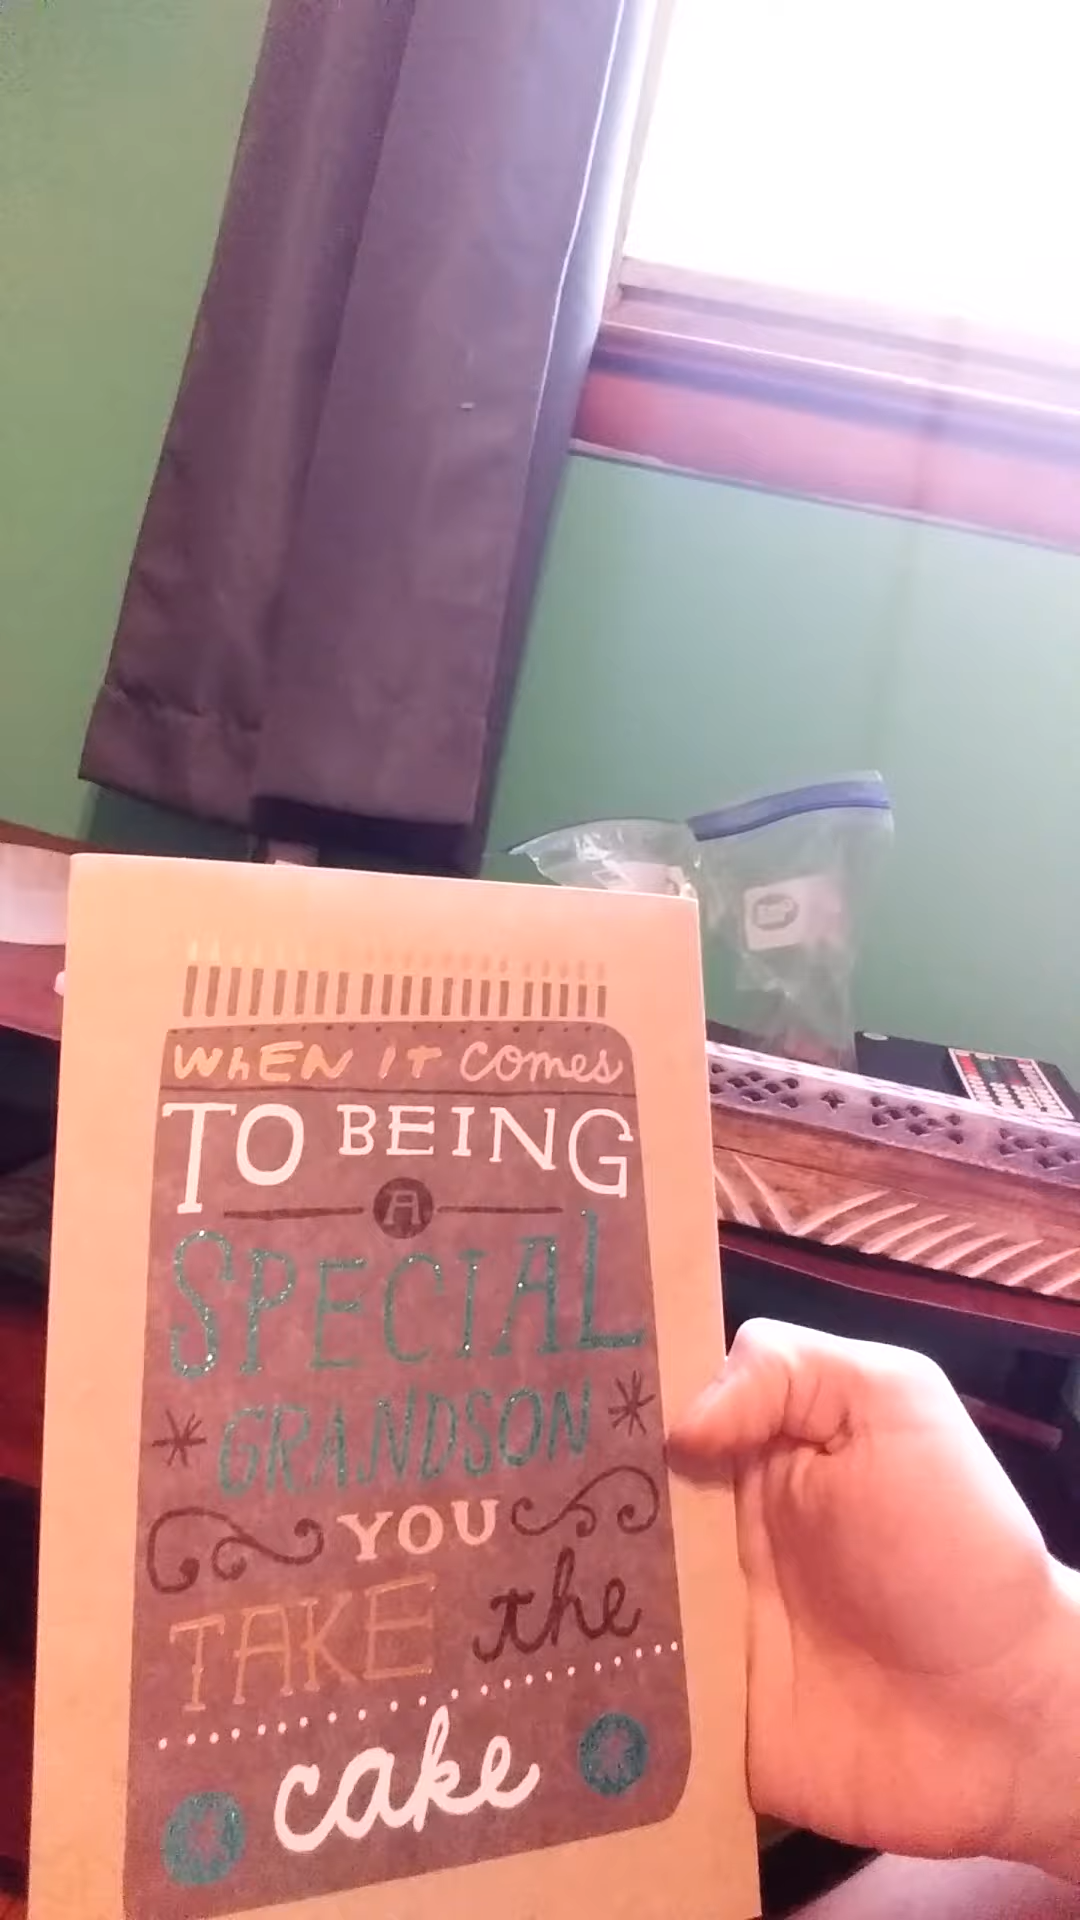 WhEN IT comes
TO BEING
A
SPECIAL
GRANDSON
YOU
TAKE the
cake